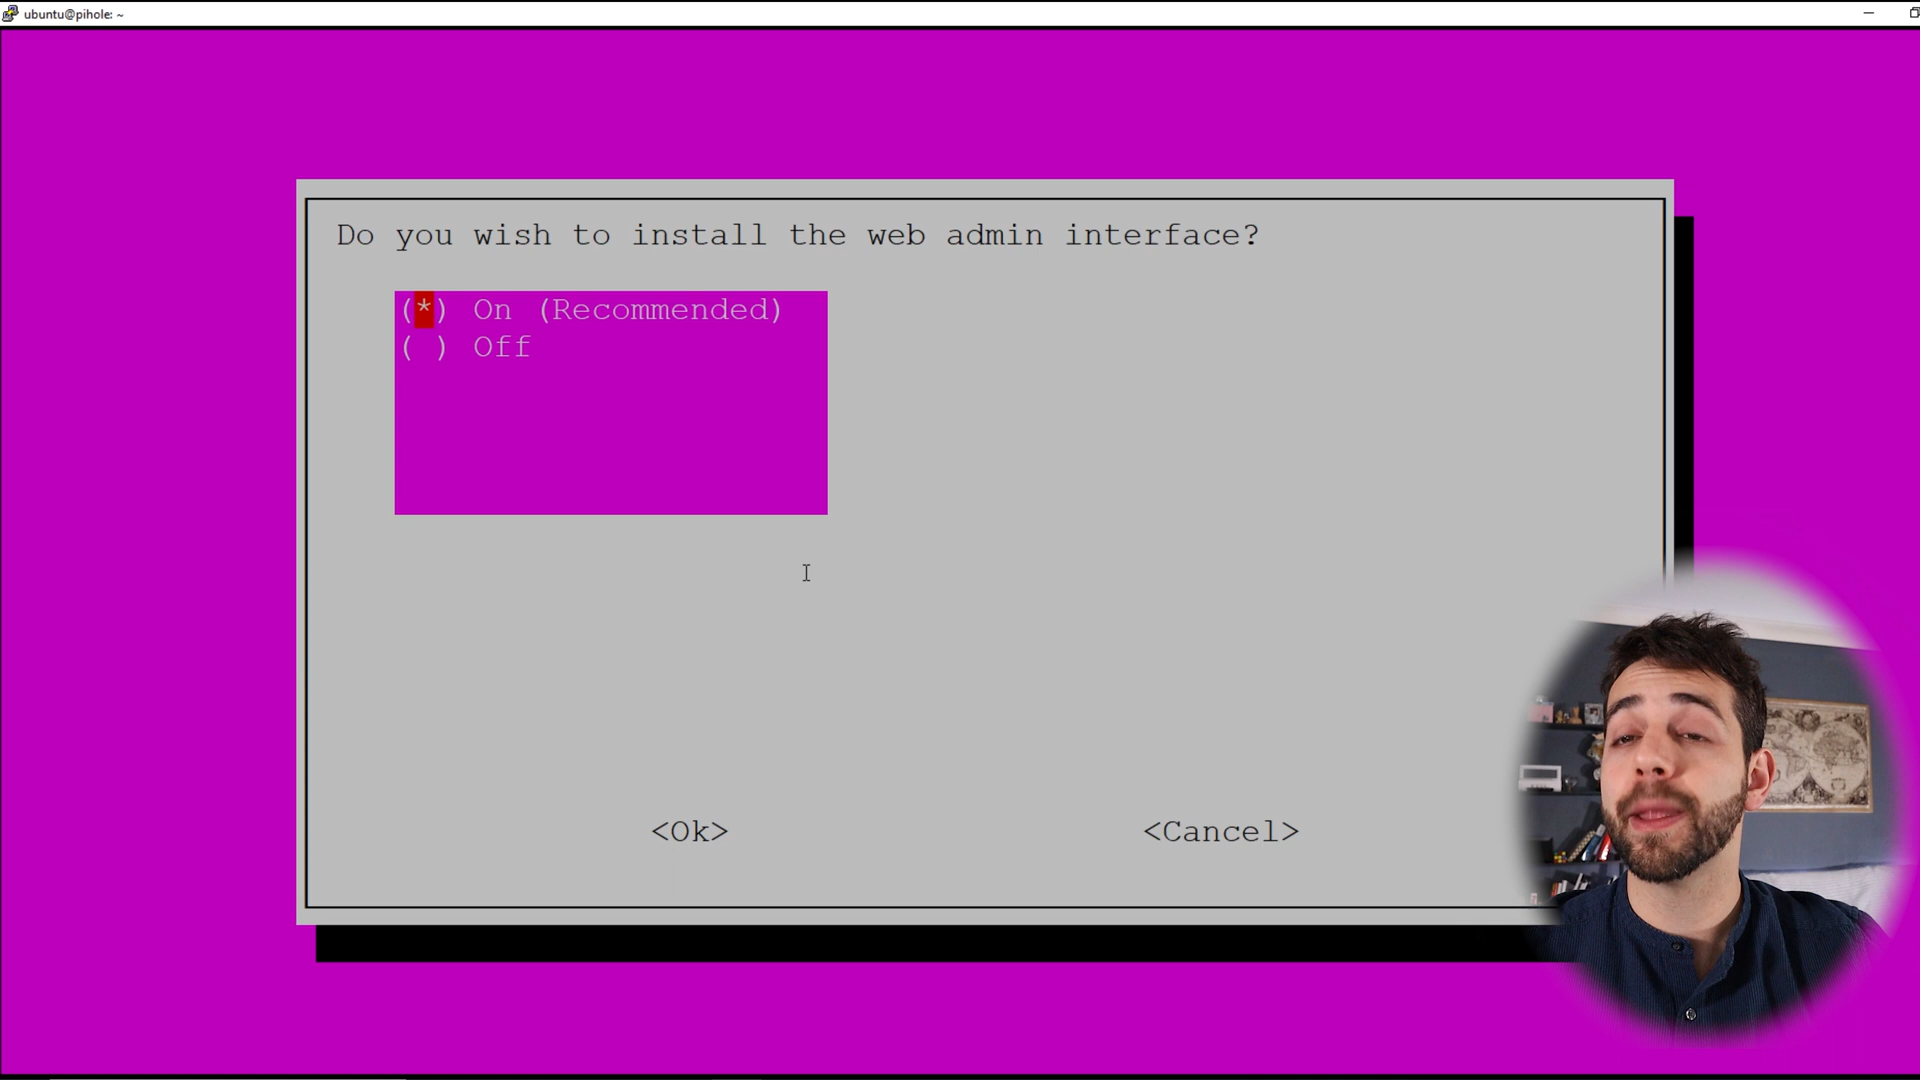 ubuntu@pihole: ~
Do you wish to install the web admin interface?
(*) On (Recommended)
( ) Off
<Ok> <Cancel>